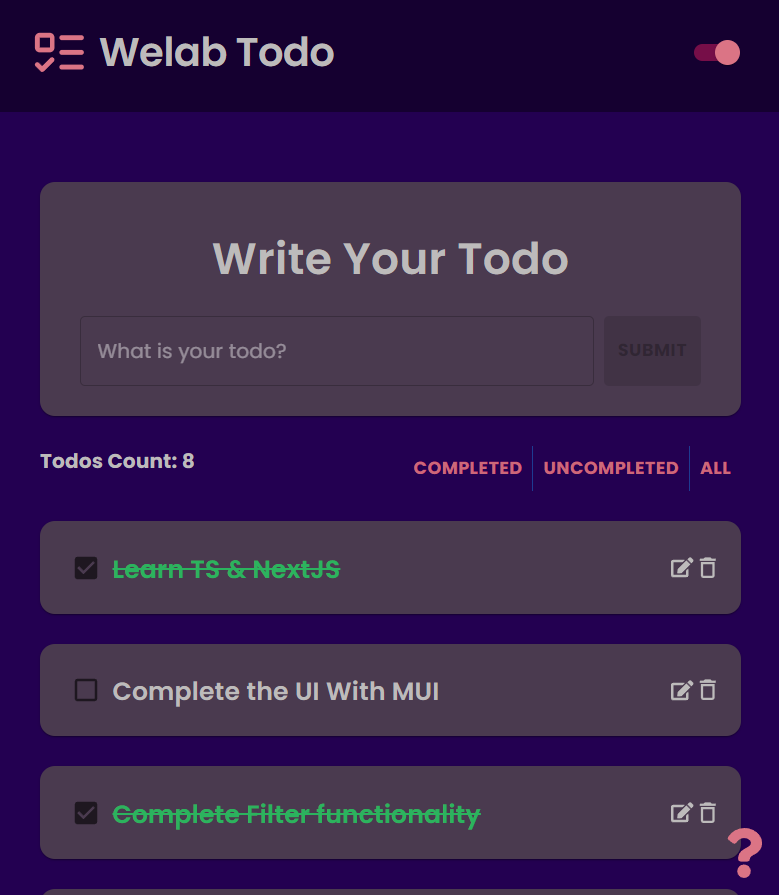 Welab Todo
Write Your Todo
What is your todo?
SUBMIT
Todos Count: 8
COMPLETED UNCOMPLETED ALL
Learn TS & NextJS
Complete the UI With MUI
Complete Filter functionality
?